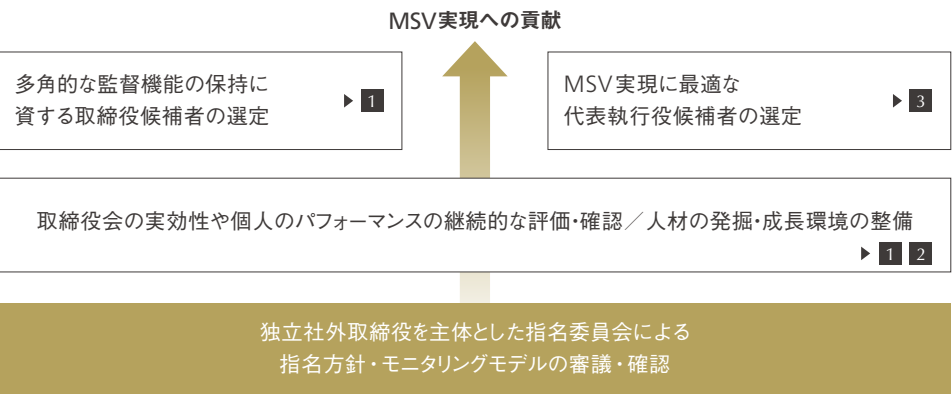 MSV実現への貢献
多角的な監督機能の保持に
資する取締役候補者の選定
▶ 1
MSV実現に最適な
代表執行役候補者の選定
▶ 3
取締役会の実効性や個人のパフォーマンスの継続的な評価・確認／人材の発掘・成長環境の整備
▶ 1 2
独立社外取締役を主体とした指名委員会による
指名方針・モニタリングモデルの審議・確認